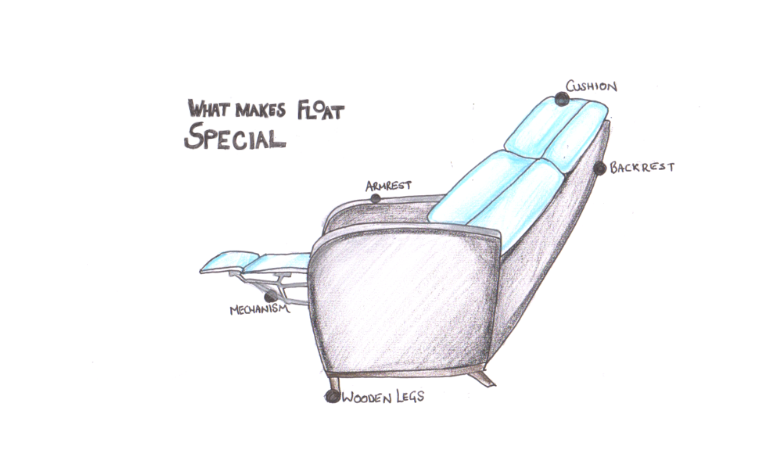 WHAT MAKES FLOAT
SPECIAL
CUSHION
BACKREST
ARMREST
MECHANISM
WOODEN LEGS